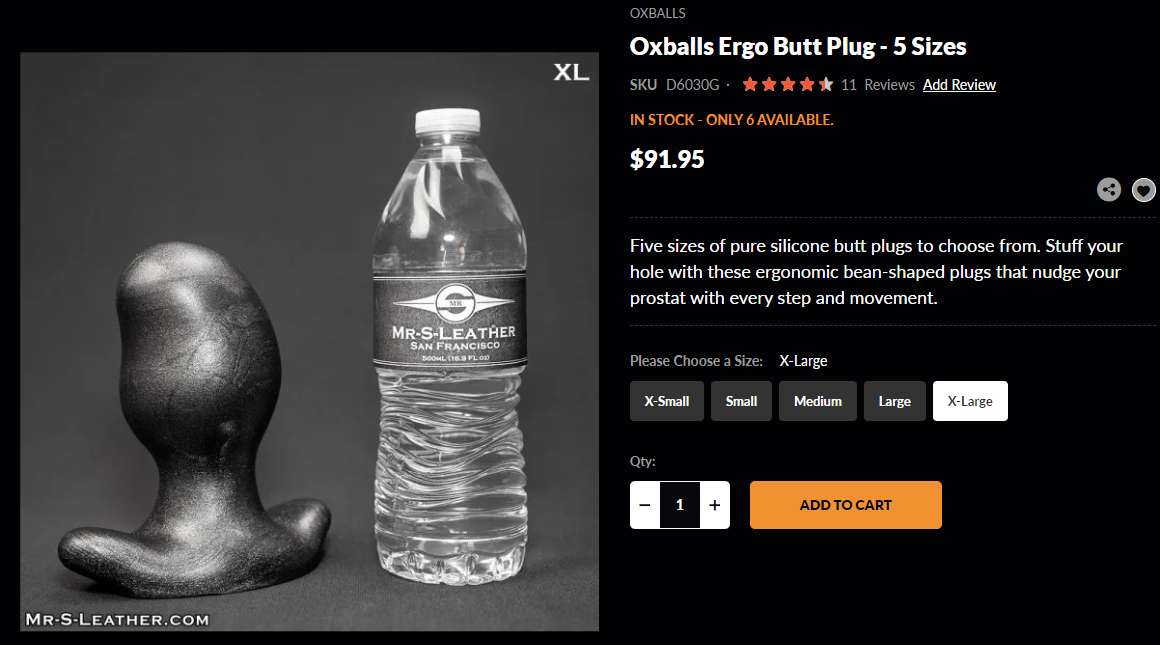 XL
MR
MR-S-LEATHER
SAN FRANCISCO
500ML (16.9 FL OZ)
MR-S-LEATHER.COM
OXBALLS
Oxballs Ergo Butt Plug - 5 Sizes
SKU D6030G · 11 Reviews Add Review
IN STOCK - ONLY 6 AVAILABLE.
$91.95
Five sizes of pure silicone butt plugs to choose from. Stuff your
hole with these ergonomic bean-shaped plugs that nudge your
prostat with every step and movement.
Please Choose a Size: X-Large
X-Small Small Medium Large X-Large
Qty:
− 1 +
ADD TO CART